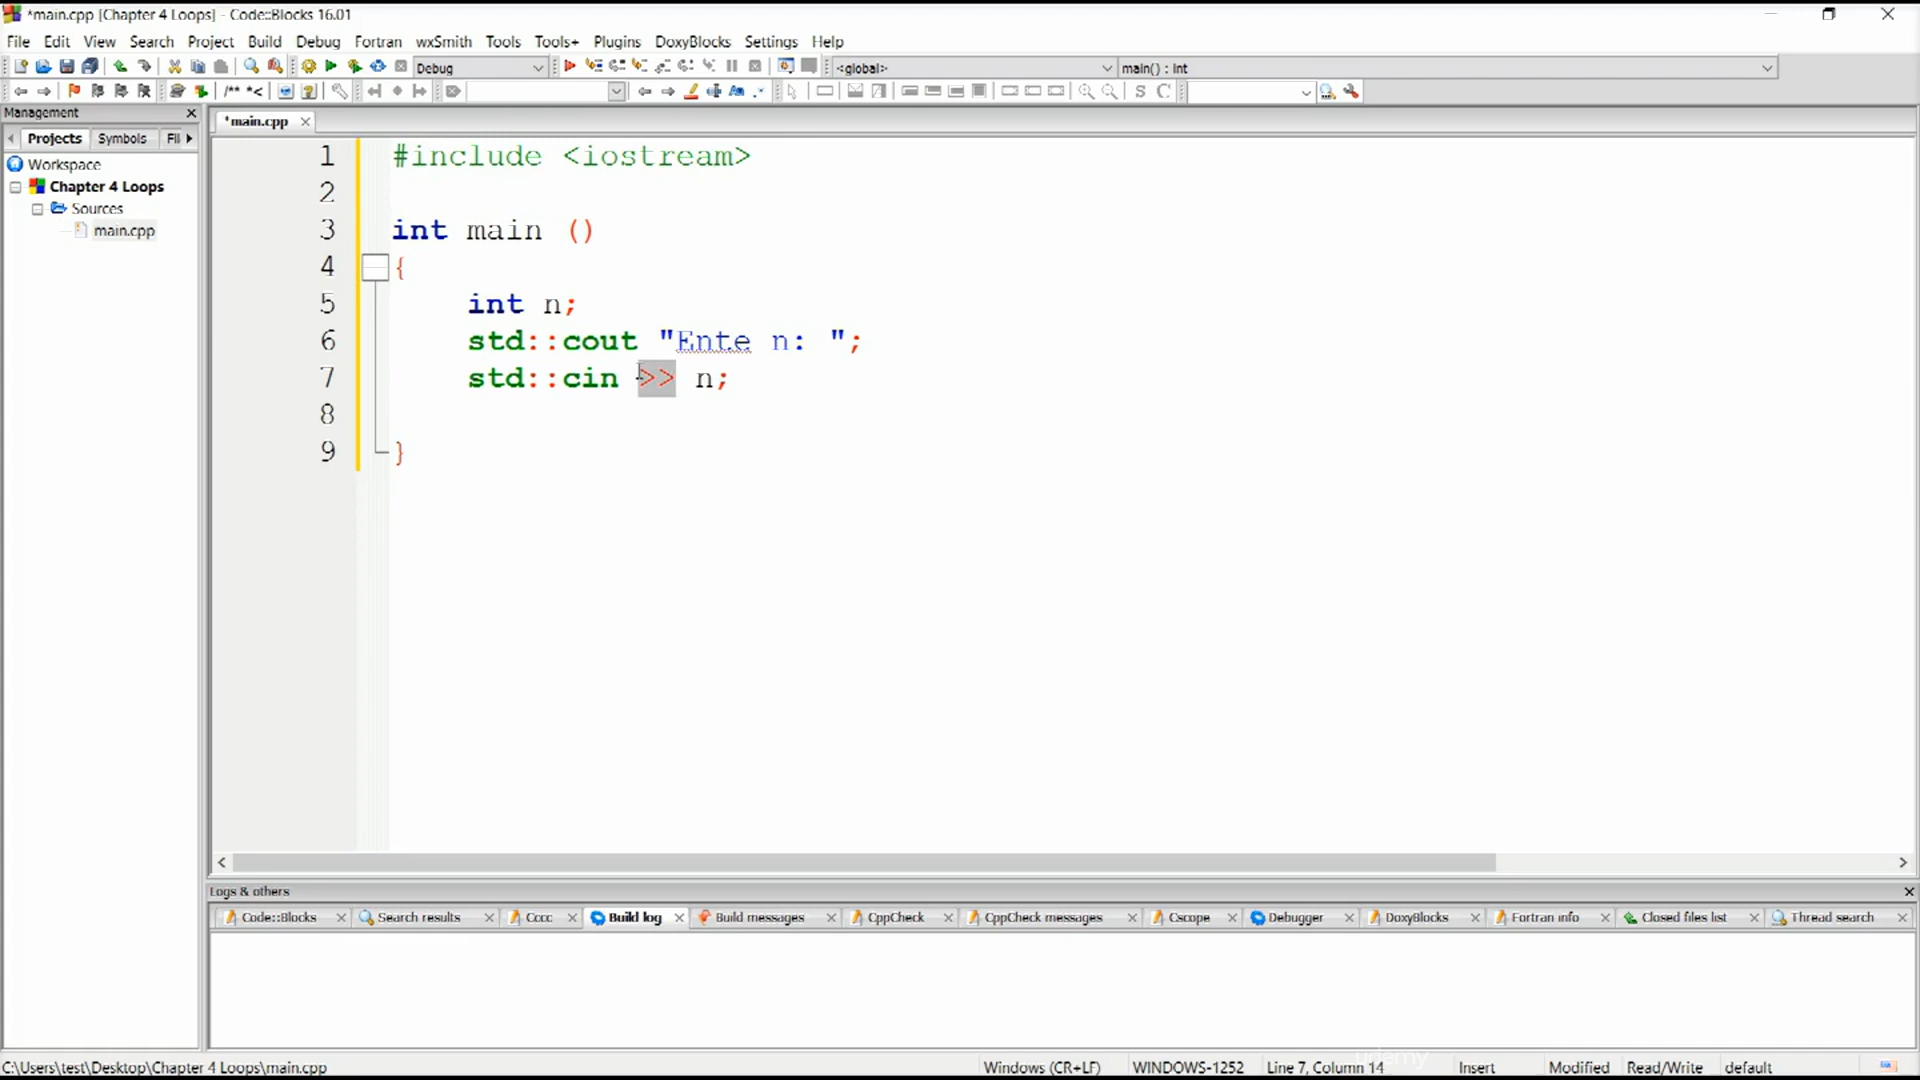 *main.cpp [Chapter 4 Loops] - Code::Blocks 16.01
File Edit View Search Project Build Debug Fortran wxSmith Tools Tools+ Plugins DoxyBlocks Settings Help
Debug <global> main() : int
/** *< S C
Management
*main.cpp
Projects Symbols Fil
Workspace
Chapter 4 Loops
Sources
main.cpp
1 #include <iostream>
2
3 int main ()
4 {
5 int n;
6 std::cout "Ente n: ";
7 std::cin >> n;
8
9 }
Logs & others
Code::Blocks Search results Cccc Build log Build messages CppCheck CppCheck messages Cscope Debugger DoxyBlocks Fortran info Closed files list Thread search
C:\Users\test\Desktop\Chapter 4 Loops\main.cpp Windows (CR+LF) WINDOWS-1252 Line 7, Column 14 Insert Modified Read/Write default
udemy